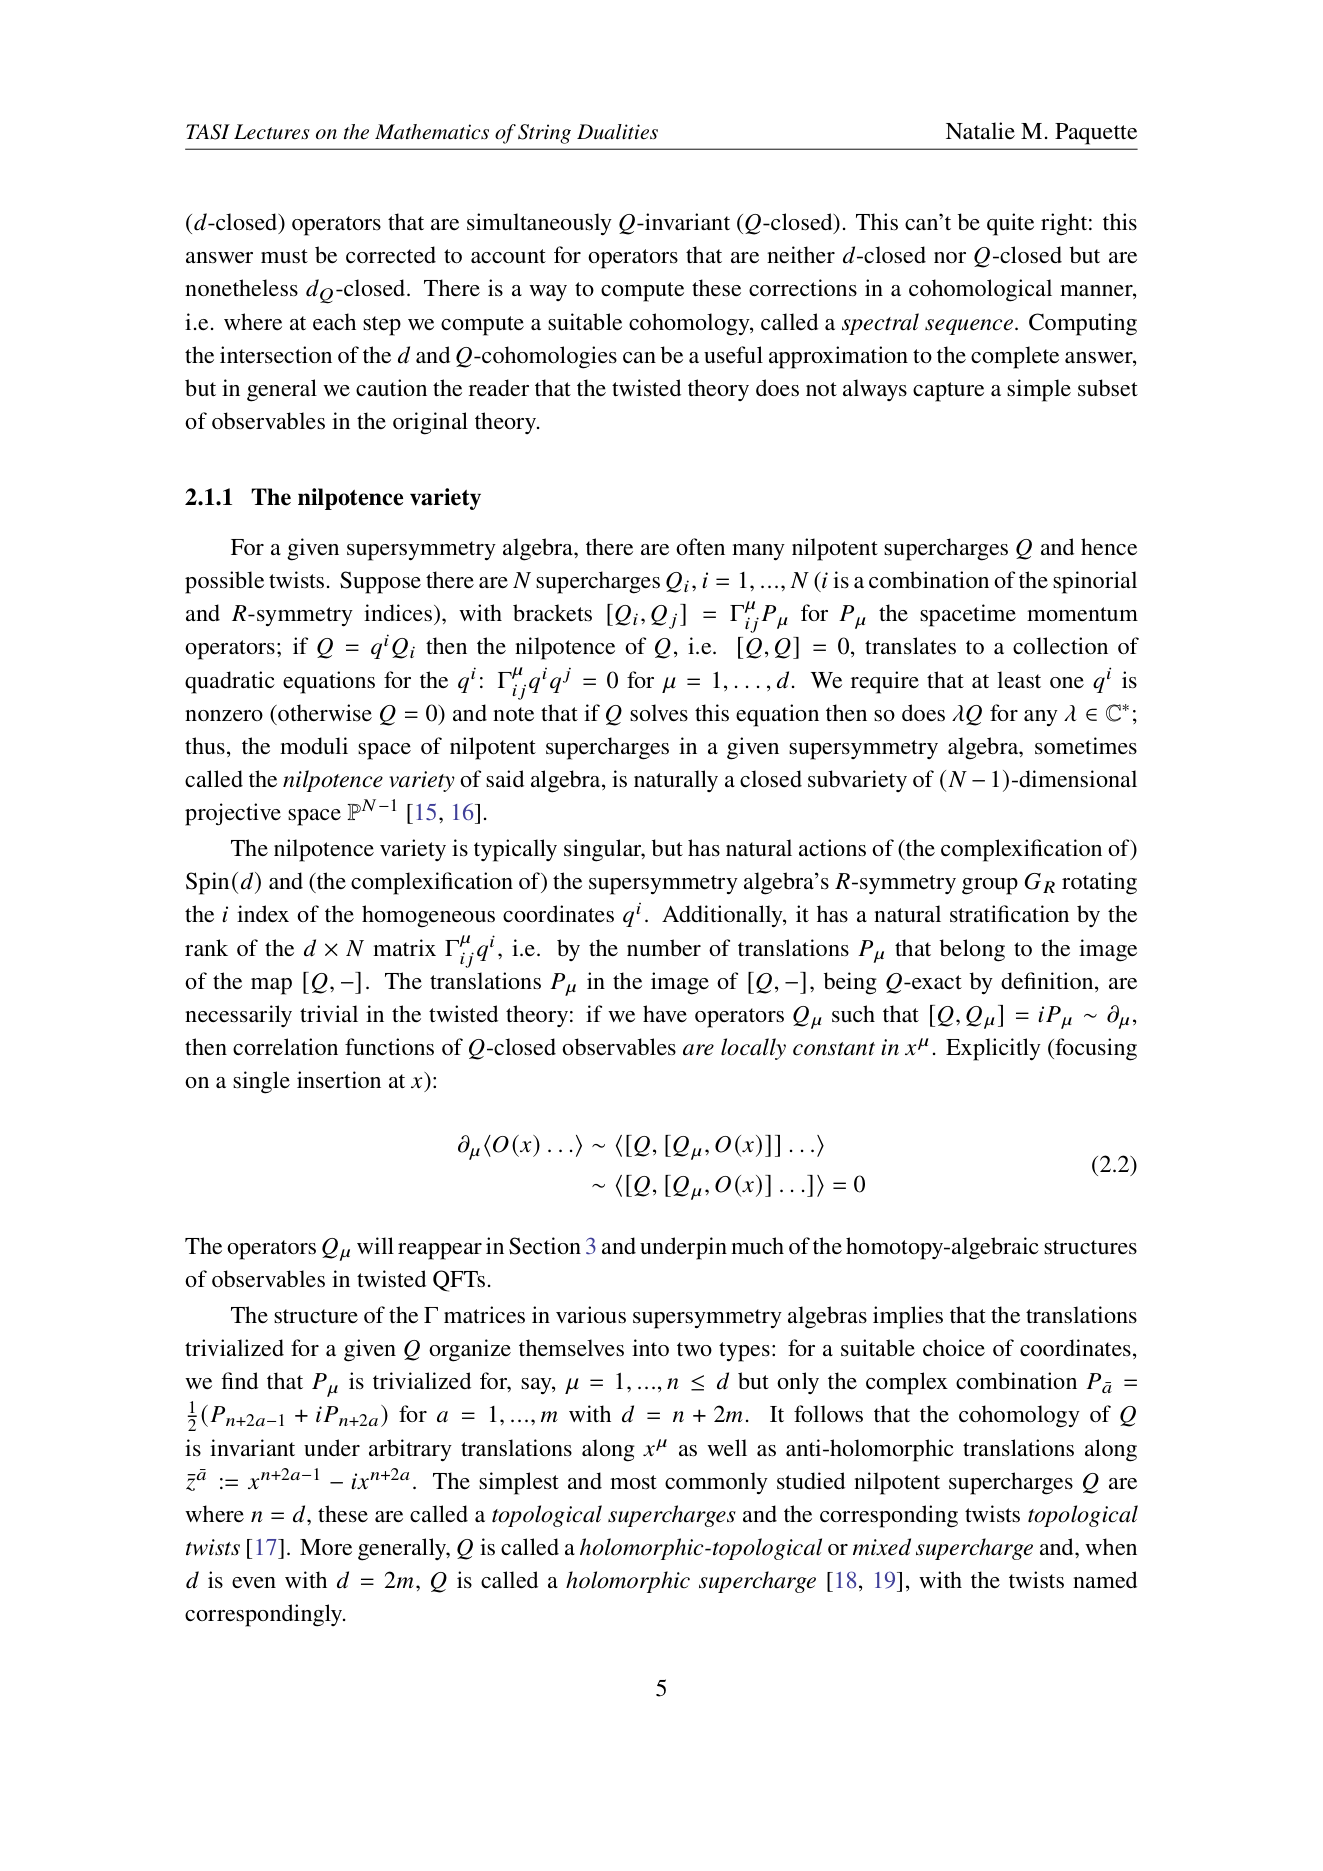 TASI Lectures on the Mathematics of String Dualities Natalie M. Paquette
(d-closed) operators that are simultaneously Q-invariant (Q-closed). This can't be quite right: this
answer must be corrected to account for operators that are neither d-closed nor Q-closed but are
nonetheless d_Q-closed. There is a way to compute these corrections in a cohomological manner,
i.e. where at each step we compute a suitable cohomology, called a spectral sequence. Computing
the intersection of the d and Q-cohomologies can be a useful approximation to the complete answer,
but in general we caution the reader that the twisted theory does not always capture a simple subset
of observables in the original theory.
2.1.1 The nilpotence variety
For a given supersymmetry algebra, there are often many nilpotent supercharges Q and hence
possible twists. Suppose there are N supercharges Q_i, i = 1, ..., N (i is a combination of the spinorial
and R-symmetry indices), with brackets [Q_i, Q_j] = Γ^μ_{ij} P_μ for P_μ the spacetime momentum
operators; if Q = q^i Q_i then the nilpotence of Q, i.e. [Q, Q] = 0, translates to a collection of
quadratic equations for the q^i: Γ^μ_{ij} q^i q^j = 0 for μ = 1, . . . , d. We require that at least one q^i is
nonzero (otherwise Q = 0) and note that if Q solves this equation then so does λQ for any λ ∈ ℂ*;
thus, the moduli space of nilpotent supercharges in a given supersymmetry algebra, sometimes
called the nilpotence variety of said algebra, is naturally a closed subvariety of (N − 1)-dimensional
projective space ℙ^{N−1} [15, 16].
The nilpotence variety is typically singular, but has natural actions of (the complexification of)
Spin(d) and (the complexification of) the supersymmetry algebra's R-symmetry group G_R rotating
the i index of the homogeneous coordinates q^i. Additionally, it has a natural stratification by the
rank of the d × N matrix Γ^μ_{ij} q^i, i.e. by the number of translations P_μ that belong to the image
of the map [Q, −]. The translations P_μ in the image of [Q, −], being Q-exact by definition, are
necessarily trivial in the twisted theory: if we have operators Q_μ such that [Q, Q_μ] = iP_μ ∼ ∂_μ,
then correlation functions of Q-closed observables are locally constant in x^μ. Explicitly (focusing
on a single insertion at x):
∂_μ⟨O(x) . . .⟩ ∼ ⟨[Q, [Q_μ, O(x)]] . . .⟩
∼ ⟨[Q, [Q_μ, O(x)] . . .]⟩ = 0
(2.2)
The operators Q_μ will reappear in Section 3 and underpin much of the homotopy-algebraic structures
of observables in twisted QFTs.
The structure of the Γ matrices in various supersymmetry algebras implies that the translations
trivialized for a given Q organize themselves into two types: for a suitable choice of coordinates,
we find that P_μ is trivialized for, say, μ = 1, ..., n ≤ d but only the complex combination P_ā =
½(P_{n+2a−1} + iP_{n+2a}) for a = 1, ..., m with d = n + 2m. It follows that the cohomology of Q
is invariant under arbitrary translations along x^μ as well as anti-holomorphic translations along
z̄^ā := x^{n+2a−1} − ix^{n+2a}. The simplest and most commonly studied nilpotent supercharges Q are
where n = d, these are called a topological supercharges and the corresponding twists topological
twists [17]. More generally, Q is called a holomorphic-topological or mixed supercharge and, when
d is even with d = 2m, Q is called a holomorphic supercharge [18, 19], with the twists named
correspondingly.
5